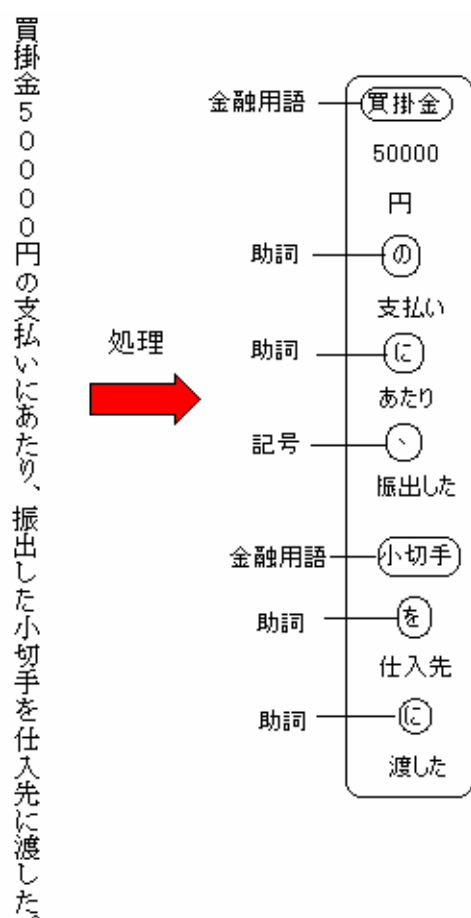 買掛金50000円の支払いにあたり、振出した小切手を仕入先に渡した。
処理
金融用語
買掛金
50000
円
助詞
の
支払い
助詞
に
あたり
記号
、
振出した
金融用語
小切手
助詞
を
仕入先
助詞
に
渡した